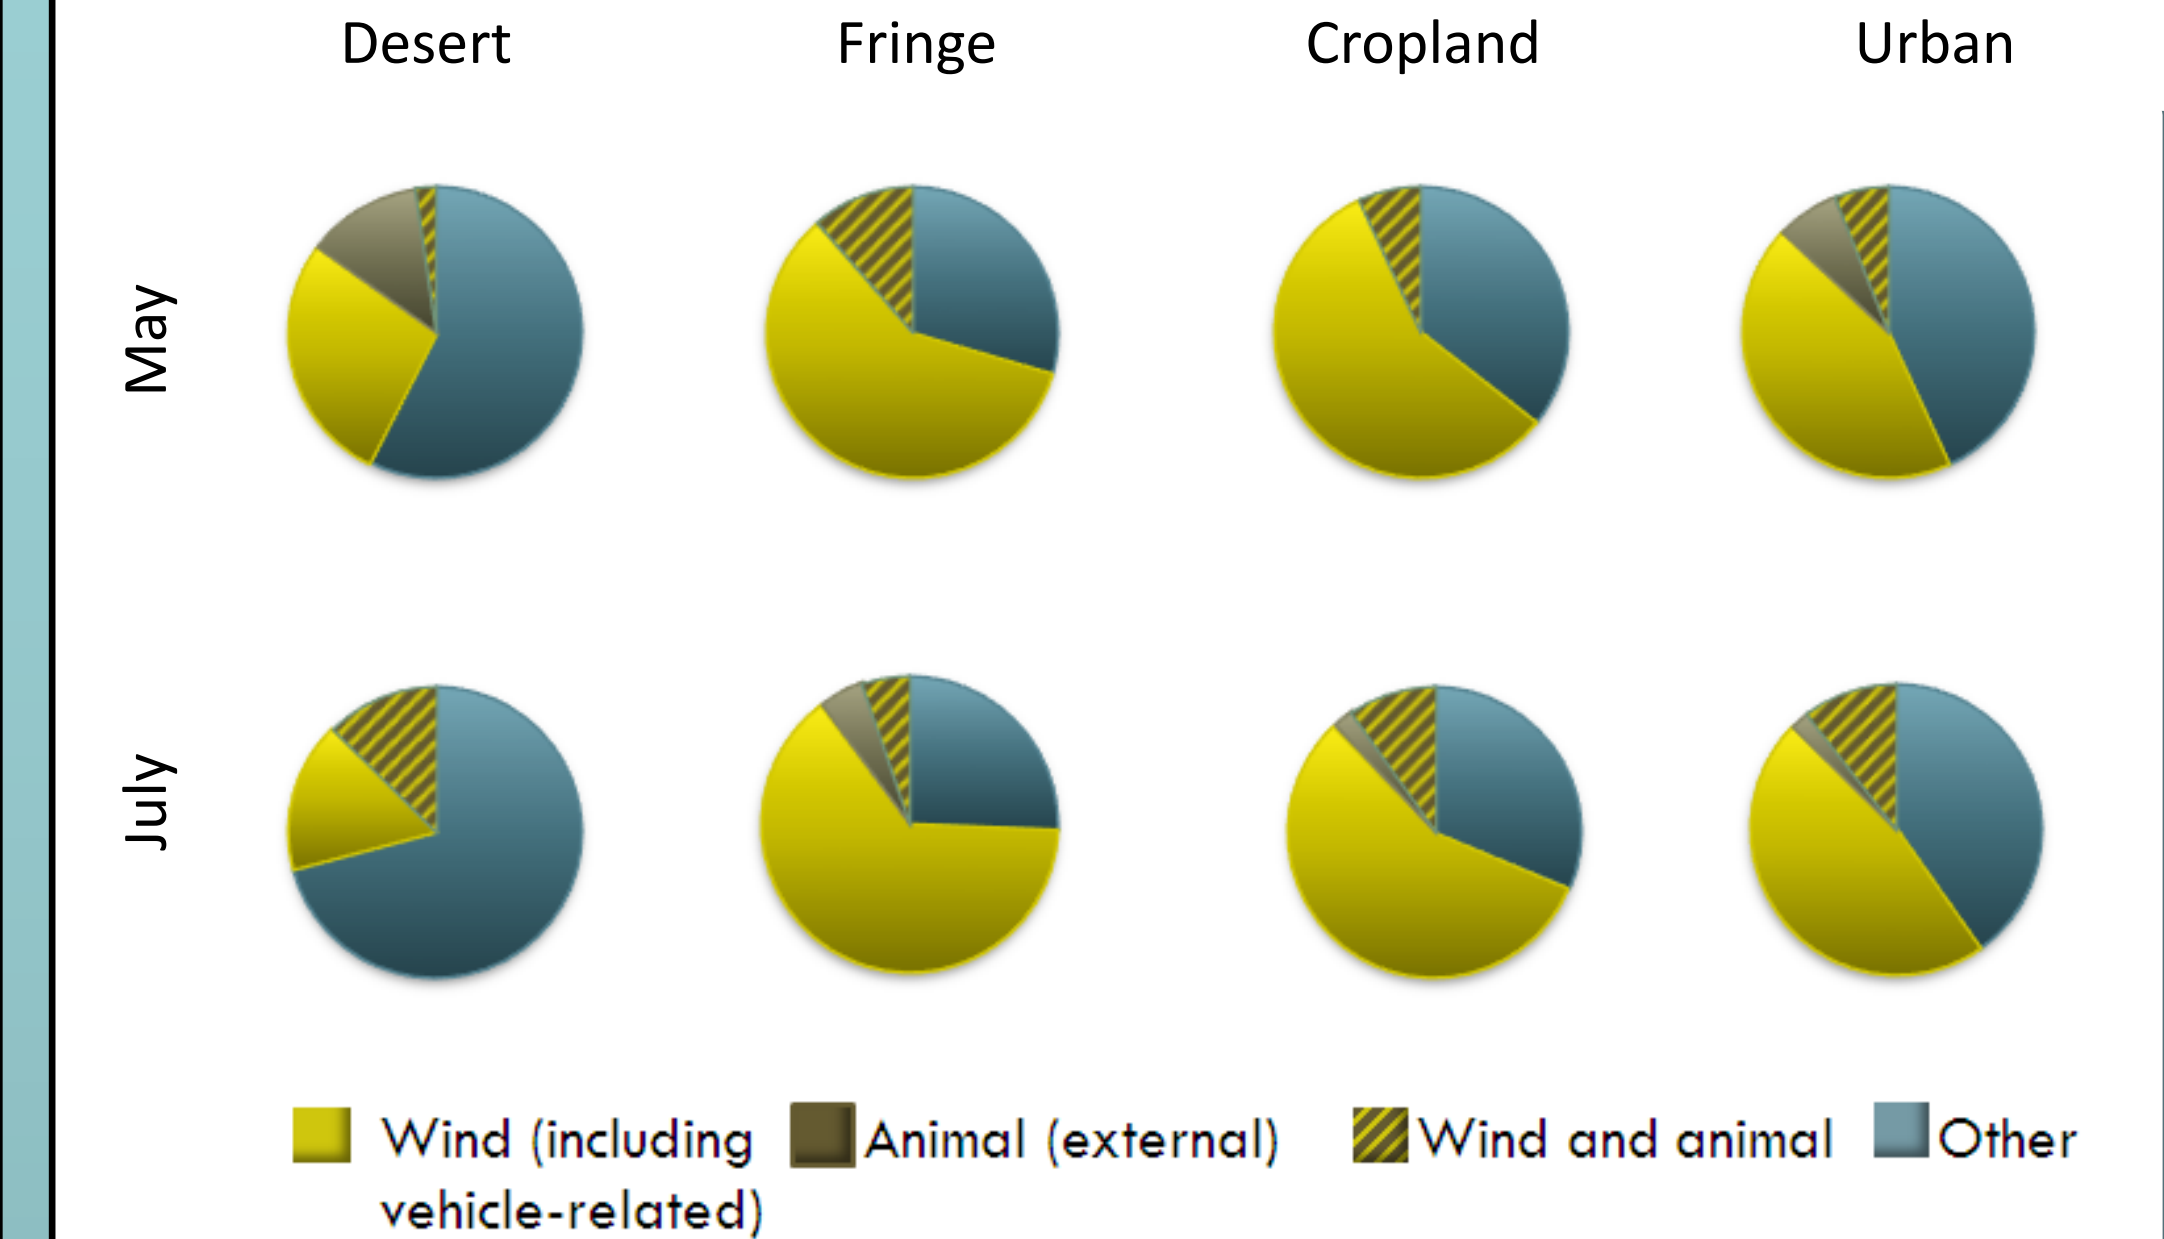 Desert Fringe Cropland Urban
May
July
Wind (including Animal (external) Wind and animal Other
vehicle-related)